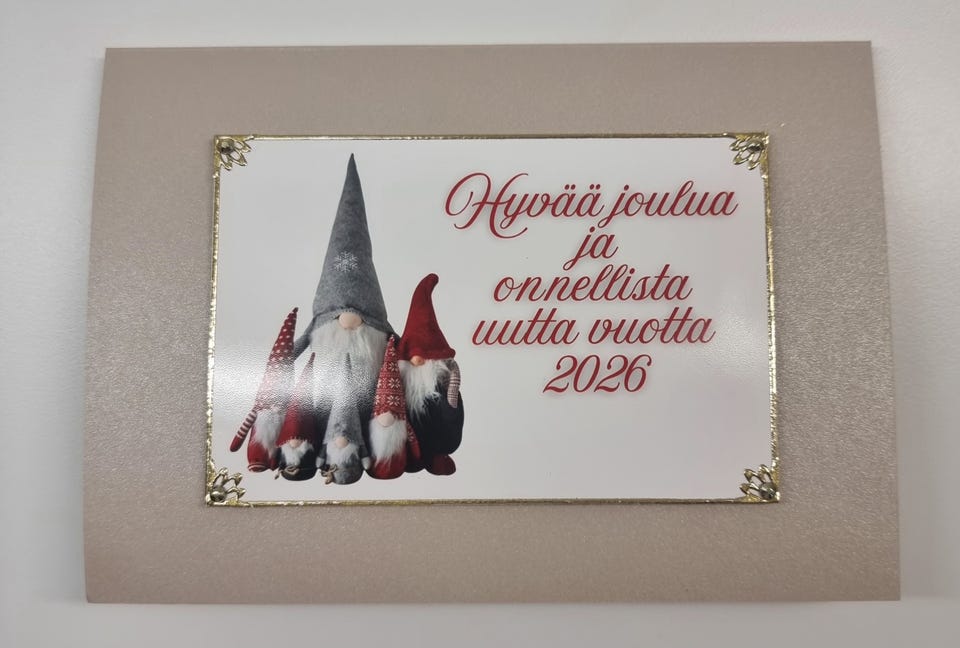 Hyvää joulua
ja
onnellista
uutta vuotta
2026